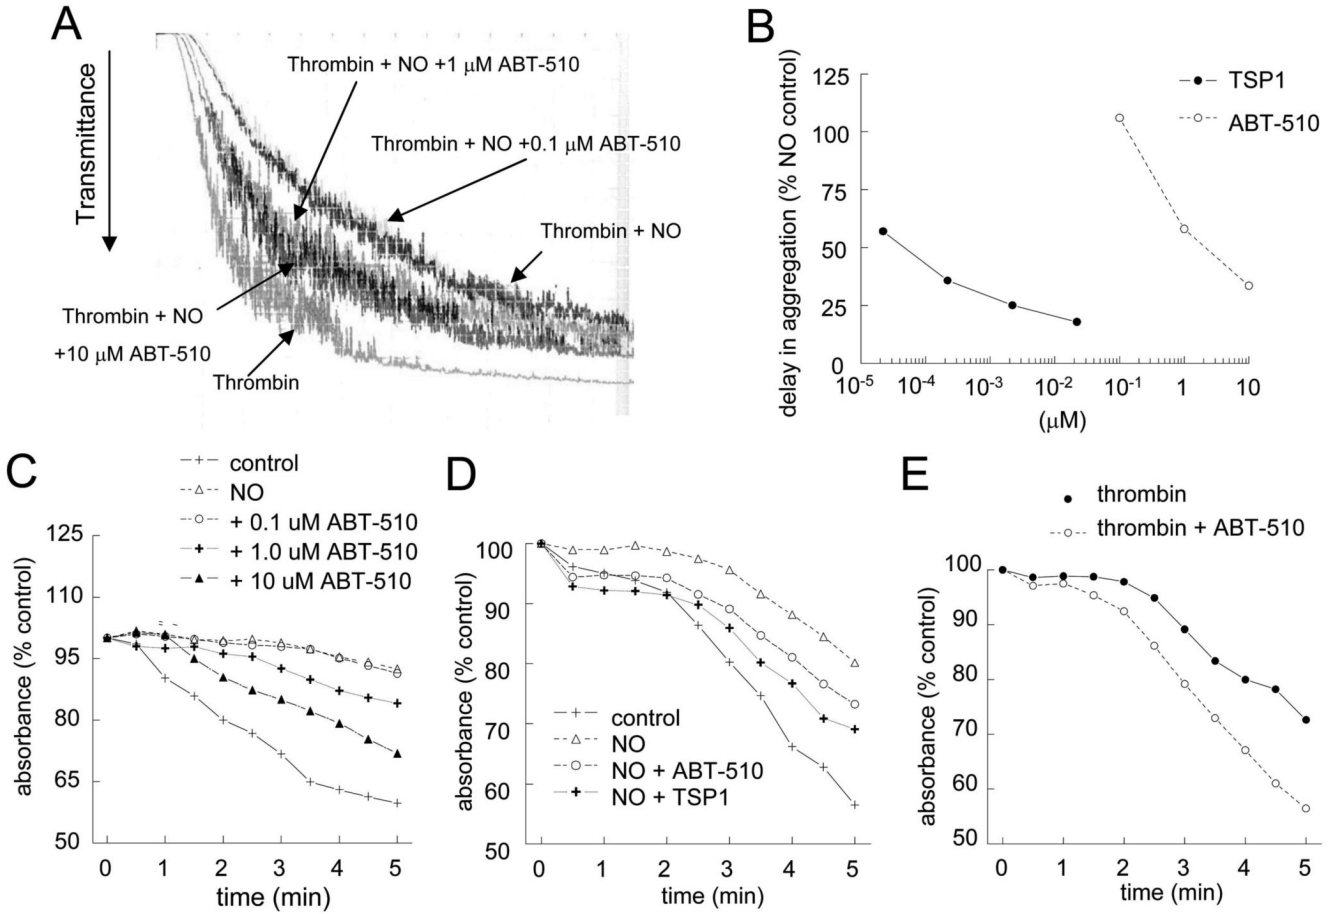 A
Transmittance
Thrombin + NO +1 μM ABT-510
Thrombin + NO +0.1 μM ABT-510
Thrombin + NO
Thrombin + NO
+10 μM ABT-510
Thrombin
B
delay in aggregation (% NO control)
125
100
75
50
25
0
10⁻⁵ 10⁻⁴ 10⁻³ 10⁻² 10⁻¹ 1 10
(μM)
TSP1
ABT-510
C
control
NO
+ 0.1 uM ABT-510
+ 1.0 uM ABT-510
+ 10 uM ABT-510
absorbance (% control)
125
110
95
80
65
50
0 1 2 3 4 5
time (min)
D
absorbance (% control)
100
90
80
70
60
50
control
NO
NO + ABT-510
NO + TSP1
0 1 2 3 4 5
time (min)
E
thrombin
thrombin + ABT-510
absorbance (% control)
100
90
80
70
60
50
0 1 2 3 4 5
time (min)